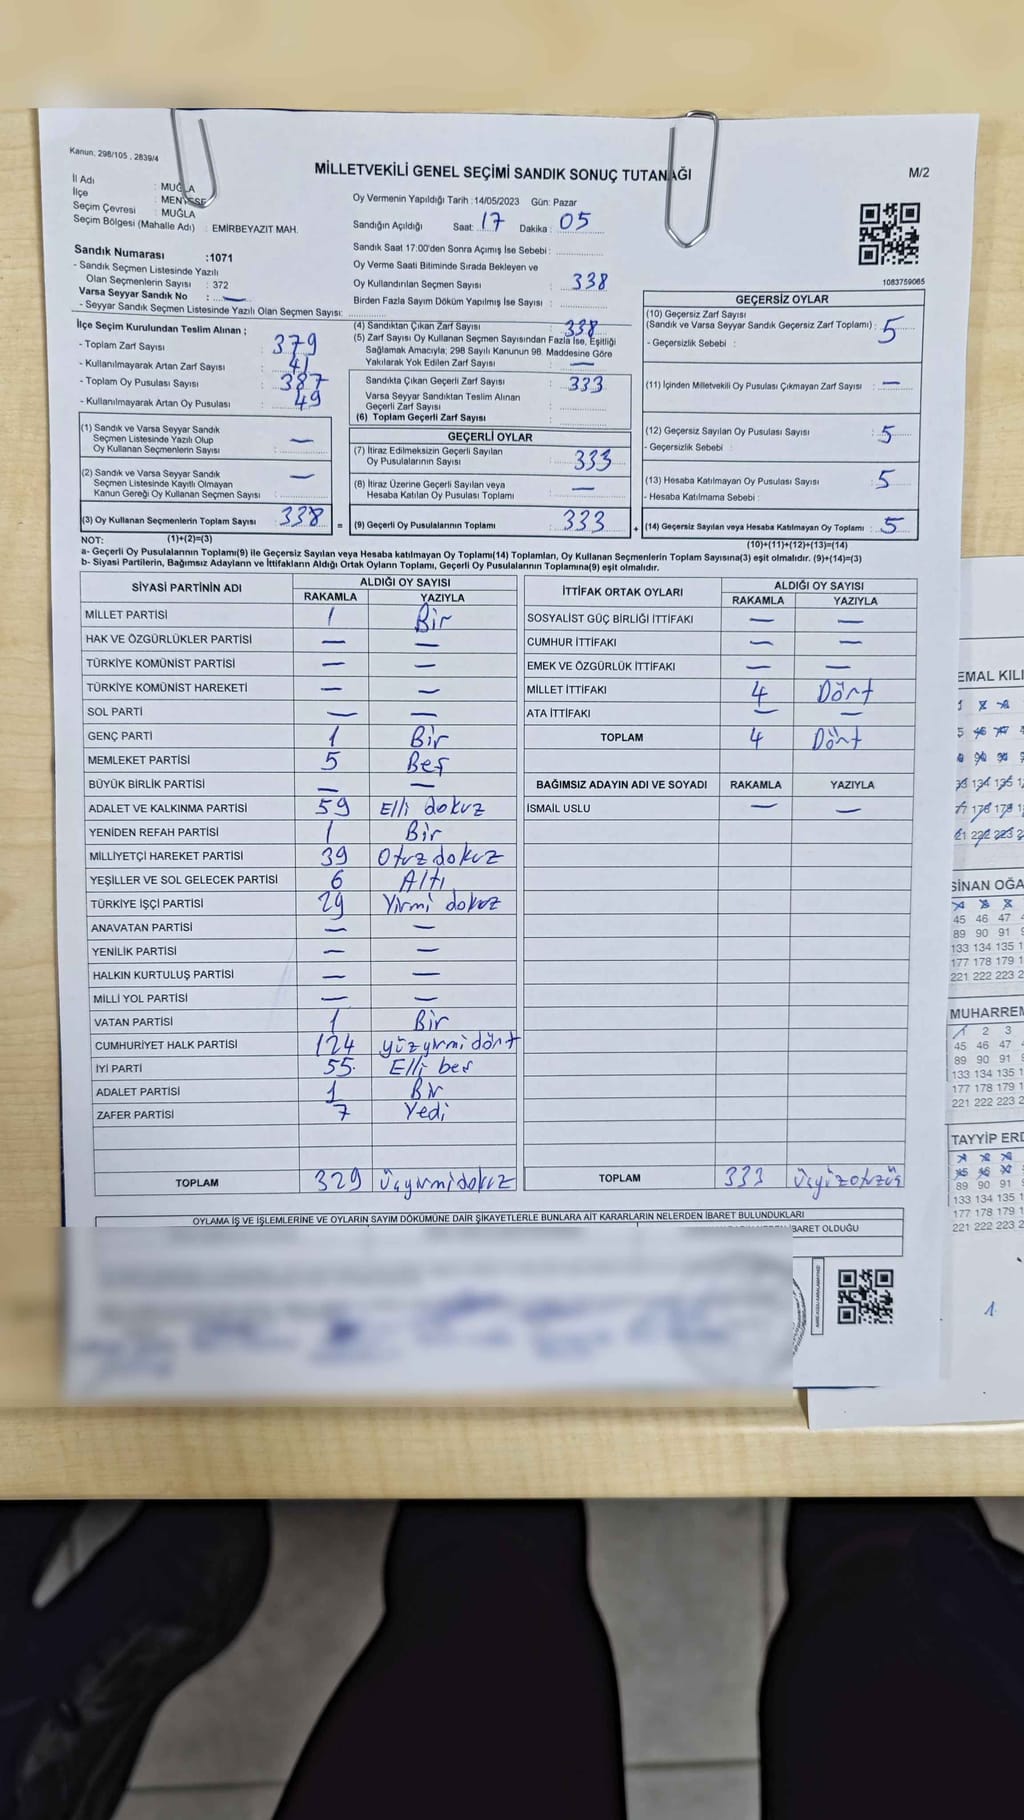 Kanun; 298/105 , 2839/4
MİLLETVEKİLİ GENEL SEÇİMİ SANDIK SONUÇ TUTANAĞI
M/2
İl Adı : MUĞLA
İlçe : MENTEŞE
Seçim Çevresi : MUĞLA
Seçim Bölgesi (Mahalle Adı) : EMİRBEYAZIT MAH.
Oy Vermenin Yapıldığı Tarih :14/05/2023 Gün: Pazar
Sandığın Açıldığı Saat: 17 Dakika: 05
Sandık Saat 17:00'den Sonra Açılmış İse Sebebi :
Sandık Numarası :1071
- Sandık Seçmen Listesinde Yazılı
Olan Seçmenlerin Sayısı : 372
Varsa Seyyar Sandık No : —
- Seyyar Sandık Seçmen Listesinde Yazılı Olan Seçmen Sayısı:
Oy Verme Saati Bitiminde Sırada Bekleyen ve
Oy Kullandırılan Seçmen Sayısı : 338
Birden Fazla Sayım Döküm Yapılmış İse Sayısı :
1083759065
İlçe Seçim Kurulundan Teslim Alınan ;
- Toplam Zarf Sayısı : 379
- Kullanılmayarak Artan Zarf Sayısı : 41
- Toplam Oy Pusulası Sayısı : 387
- Kullanılmayarak Artan Oy Pusulası : 49
(1) Sandık ve Varsa Seyyar Sandık
Seçmen Listesinde Yazılı Olup
Oy Kullanan Seçmenlerin Sayısı : —
(2) Sandık ve Varsa Seyyar Sandık
Seçmen Listesinde Kayıtlı Olmayan
Kanun Gereği Oy Kullanan Seçmen Sayısı : —
(3) Oy Kullanan Seçmenlerin Toplam Sayısı : 338
(4) Sandıktan Çıkan Zarf Sayısı : 338
(5) Zarf Sayısı Oy Kullanan Seçmen Sayısından Fazla İse, Eşitliği
Sağlamak Amacıyla; 298 Sayılı Kanunun 98. Maddesine Göre
Yakılarak Yok Edilen Zarf Sayısı : —
Sandıkta Çıkan Geçerli Zarf Sayısı : 333
Varsa Seyyar Sandıktan Teslim Alınan
Geçerli Zarf Sayısı :
(6) Toplam Geçerli Zarf Sayısı :
GEÇERLİ OYLAR
(7) İtiraz Edilmeksizin Geçerli Sayılan
Oy Pusulalarının Sayısı : 333
(8) İtiraz Üzerine Geçerli Sayılan veya
Hesaba Katılan Oy Pusulası Toplamı : —
= (9) Geçerli Oy Pusulalarının Toplamı : 333
GEÇERSİZ OYLAR
(10) Geçersiz Zarf Sayısı
(Sandık ve Varsa Seyyar Sandık Geçersiz Zarf Toplamı) : 5
- Geçersizlik Sebebi :
(11) İçinden Milletvekili Oy Pusulası Çıkmayan Zarf Sayısı : —
(12) Geçersiz Sayılan Oy Pusulası Sayısı : 5
- Geçersizlik Sebebi :
(13) Hesaba Katılmayan Oy Pusulası Sayısı : 5
- Hesaba Katılmama Sebebi :
+ (14) Geçersiz Sayılan veya Hesaba Katılmayan Oy Toplamı : 5
NOT: (1)+(2)=(3)
(10)+(11)+(12)+(13)=(14)
a- Geçerli Oy Pusulalarının Toplamı(9) ile Geçersiz Sayılan veya Hesaba katılmayan Oy Toplamı(14) Toplamları, Oy Kullanan Seçmenlerin Toplam Sayısına(3) eşit olmalıdır. (9)+(14)=(3)
b- Siyasi Partilerin, Bağımsız Adayların ve İttifakların Aldığı Ortak Oyların Toplamı, Geçerli Oy Pusulalarının Toplamına(9) eşit olmalıdır.
SİYASİ PARTİNİN ADI ALDIĞI OY SAYISI
RAKAMLA YAZIYLA
MİLLET PARTİSİ 1 Bir
HAK VE ÖZGÜRLÜKLER PARTİSİ — —
TÜRKİYE KOMÜNİST PARTİSİ — —
TÜRKİYE KOMÜNİST HAREKETİ — —
SOL PARTİ — —
GENÇ PARTİ 1 Bir
MEMLEKET PARTİSİ 5 Beş
BÜYÜK BİRLİK PARTİSİ — —
ADALET VE KALKINMA PARTİSİ 59 Elli dokuz
YENİDEN REFAH PARTİSİ 1 Bir
MİLLİYETÇİ HAREKET PARTİSİ 39 Otuz dokuz
YEŞİLLER VE SOL GELECEK PARTİSİ 6 Altı
TÜRKİYE İŞÇİ PARTİSİ 29 Yirmi dokuz
ANAVATAN PARTİSİ — —
YENİLİK PARTİSİ — —
HALKIN KURTULUŞ PARTİSİ — —
MİLLİ YOL PARTİSİ — —
VATAN PARTİSİ 1 Bir
CUMHURİYET HALK PARTİSİ 124 yüzyirmi dört
İYİ PARTİ 55 Elli beş
ADALET PARTİSİ 1 Bir
ZAFER PARTİSİ 7 Yedi
TOPLAM 329 üçyirmidokuz
İTTİFAK ORTAK OYLARI ALDIĞI OY SAYISI
RAKAMLA YAZIYLA
SOSYALİST GÜÇ BİRLİĞİ İTTİFAKI — —
CUMHUR İTTİFAKI — —
EMEK VE ÖZGÜRLÜK İTTİFAKI — —
MİLLET İTTİFAKI 4 Dört
ATA İTTİFAKI — —
TOPLAM 4 Dört
BAĞIMSIZ ADAYIN ADI VE SOYADI RAKAMLA YAZIYLA
İSMAİL USLU — —
TOPLAM 333 üçyüzotuzüç
OYLAMA İŞ VE İŞLEMLERİNE VE OYLARIN SAYIM DÖKÜMÜNE DAİR ŞİKAYETLERLE BUNLARA AİT KARARLARIN NELERDEN İBARET BULUNDUKLARI
İBARET OLDUĞU
EMAL KILI
133 134 135 1
177 178 179 1
221 222 223 2
SİNAN OĞA
45 46 47
89 90 91
133 134 135 1
177 178 179 1
221 222 223 2
MUHARREM
1 2 3
45 46 47
89 90 91
133 134 135 1
177 178 179 1
221 222 223 2
TAYYİP ERD
45 46 47
89 90 91
133 134 135 1
177 178 179 1
221 222 223 2
1